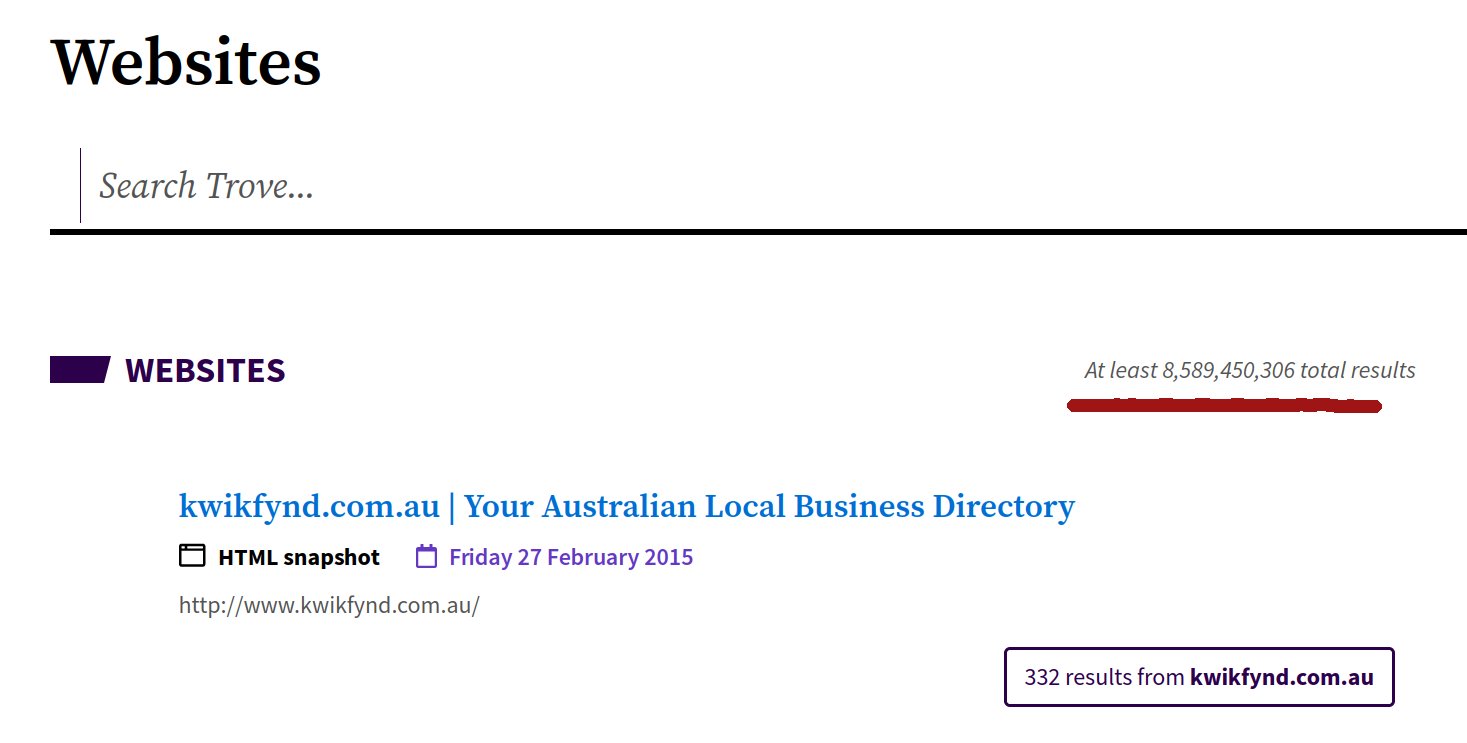 Websites
Search Trove...
WEBSITES
At least 8,589,450,306 total results
kwikfynd.com.au | Your Australian Local Business Directory
HTML snapshot Friday 27 February 2015
http://www.kwikfynd.com.au/
332 results from kwikfynd.com.au